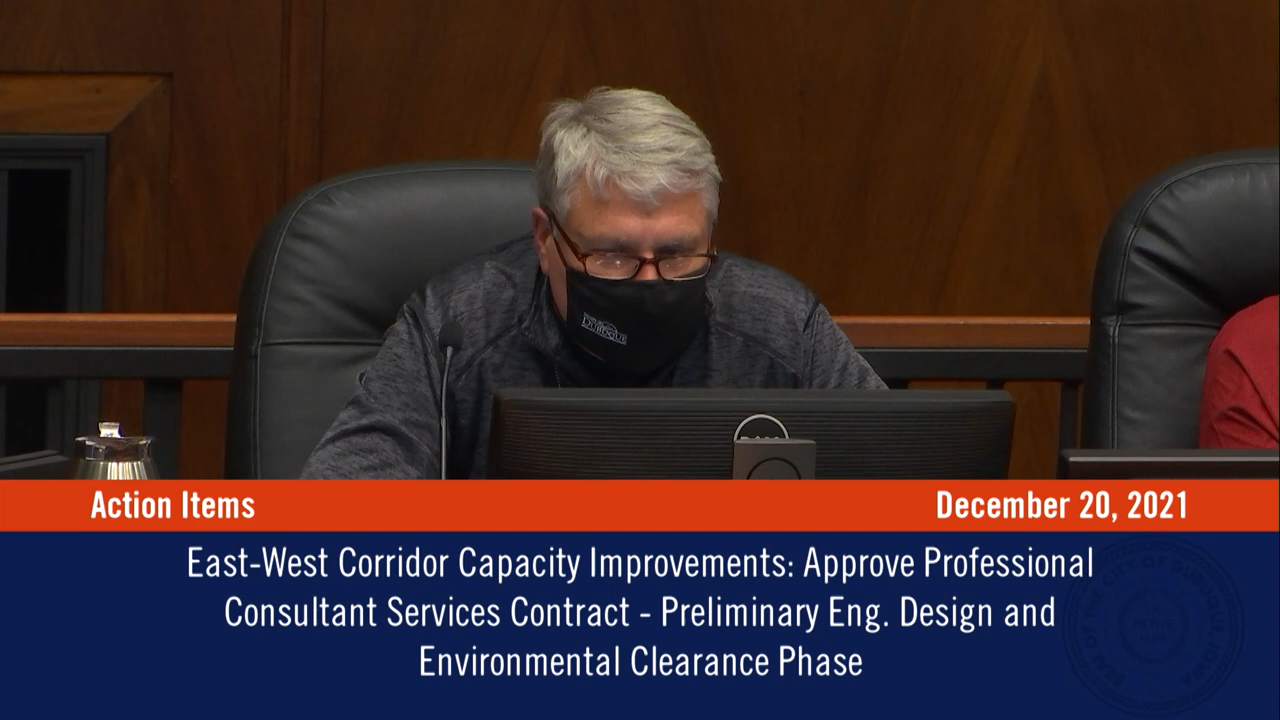 DUBUQUE
Action Items
December 20, 2021
East-West Corridor Capacity Improvements: Approve Professional
Consultant Services Contract - Preliminary Eng. Design and
Environmental Clearance Phase